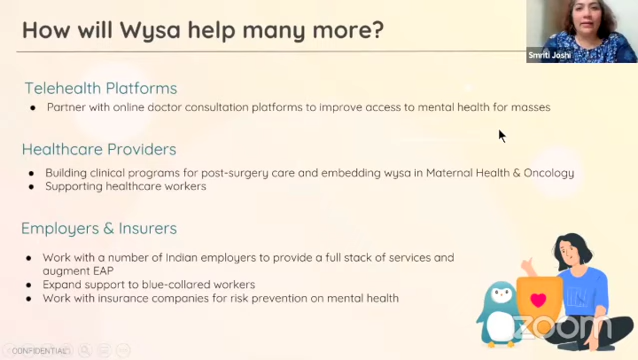 How will Wysa help many more?
Smriti Joshi
Telehealth Platforms
● Partner with online doctor consultation platforms to improve access to mental health for masses
Healthcare Providers
● Building clinical programs for post-surgery care and embedding wysa in Maternal Health & Oncology
● Supporting healthcare workers
Employers & Insurers
● Work with a number of Indian employers to provide a full stack of services and
augment EAP
● Expand support to blue-collared workers
● Work with insurance companies for risk prevention on mental health
zoom
CONFIDENTIAL